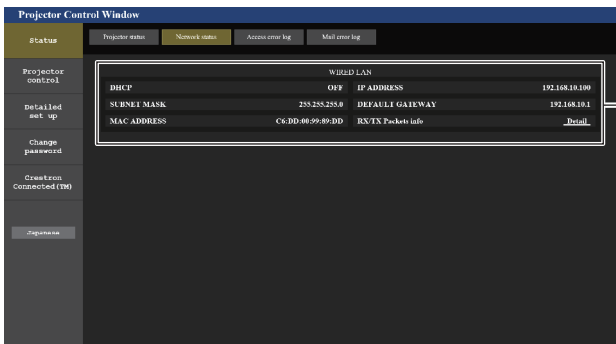 Projector Control Window
Status
Projector status
Network status
Access error log
Mail error log
Projector
control
Detailed
set up
Change
password
Crestron
Connected(TM)
Japanese
WIRED LAN
DHCP OFF IP ADDRESS 192.168.10.100
SUBNET MASK 255.255.255.0 DEFAULT GATEWAY 192.168.10.1
MAC ADDRESS C6:DD:00:99:89:DD RX/TX Packets info Detail